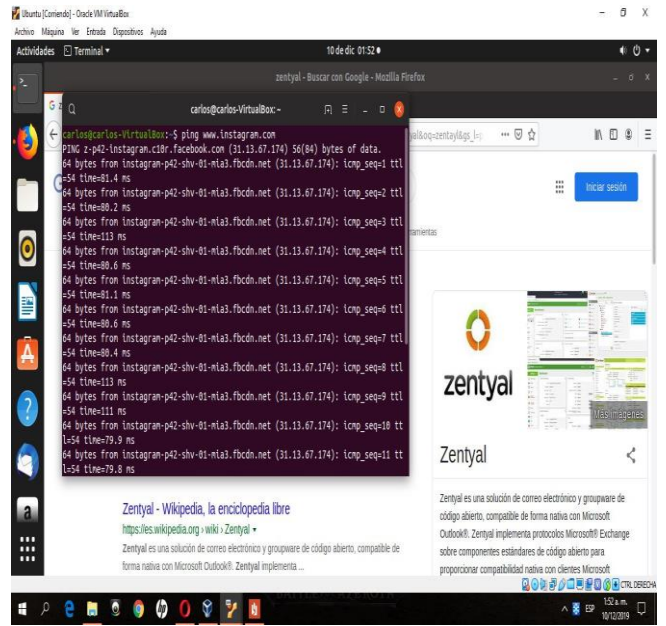 Ubuntu [Corriendo] - Oracle VM VirtualBox
Archivo Máquina Ver Entrada Dispositivos Ayuda
Actividades Terminal 10 de dic 01:52
zentyal - Buscar con Google - Mozilla Firefox
carlos@carlos-VirtualBox: ~
carlos@carlos-VirtualBox:~$ ping www.instagram.com
PING z-p42-instagram.c10r.facebook.com (31.13.67.174) 56(84) bytes of data.
64 bytes from instagram-p42-shv-01-mia3.fbcdn.net (31.13.67.174): icmp_seq=1 ttl
=54 time=81.4 ms
64 bytes from instagram-p42-shv-01-mia3.fbcdn.net (31.13.67.174): icmp_seq=2 ttl
=54 time=80.2 ms
64 bytes from instagram-p42-shv-01-mia3.fbcdn.net (31.13.67.174): icmp_seq=3 ttl
=54 time=113 ms
64 bytes from instagram-p42-shv-01-mia3.fbcdn.net (31.13.67.174): icmp_seq=4 ttl
=54 time=80.6 ms
64 bytes from instagram-p42-shv-01-mia3.fbcdn.net (31.13.67.174): icmp_seq=5 ttl
=54 time=81.1 ms
64 bytes from instagram-p42-shv-01-mia3.fbcdn.net (31.13.67.174): icmp_seq=6 ttl
=54 time=80.6 ms
64 bytes from instagram-p42-shv-01-mia3.fbcdn.net (31.13.67.174): icmp_seq=7 ttl
=54 time=80.4 ms
64 bytes from instagram-p42-shv-01-mia3.fbcdn.net (31.13.67.174): icmp_seq=8 ttl
=54 time=113 ms
64 bytes from instagram-p42-shv-01-mia3.fbcdn.net (31.13.67.174): icmp_seq=9 ttl
=54 time=111 ms
64 bytes from instagram-p42-shv-01-mia3.fbcdn.net (31.13.67.174): icmp_seq=10 tt
l=54 time=79.9 ms
64 bytes from instagram-p42-shv-01-mia3.fbcdn.net (31.13.67.174): icmp_seq=11 tt
l=54 time=79.8 ms
Iniciar sesión
zentyal
Más imágenes
Zentyal
Zentyal es una solución de correo electrónico y groupware de
código abierto, compatible de forma nativa con Microsoft
Outlook®. Zentyal implementa protocolos Microsoft® Exchange
sobre componentes estándares de código abierto para
proporcionar compatibilidad nativa con clientes Microsoft
Zentyal - Wikipedia, la enciclopedia libre
https://es.wikipedia.org › wiki › Zentyal
Zentyal es una solución de correo electrónico y groupware de código abierto, compatible de
forma nativa con Microsoft Outlook®. Zentyal implementa ...
CTRL DERECHA
ESP
1:52 a.m.
10/12/2019